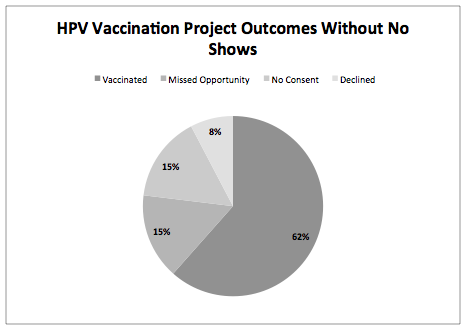 HPV Vaccination Project Outcomes Without No
Shows
Vaccinated Missed Opportunity No Consent Declined
8%
15%
15%
62%